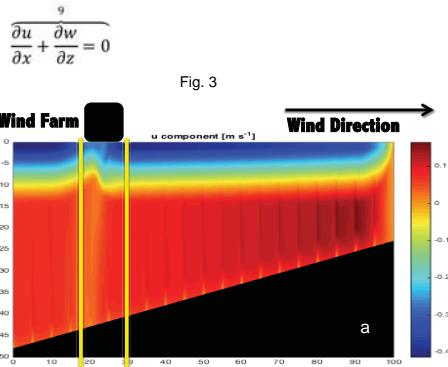 9
∂u/∂x + ∂w/∂z = 0
Fig. 3
Wind Farm
Wind Direction
u component [m s⁻¹]
0
-5
10
15
20
25
30
35
40
45
50
0 10 20 30 40 50 60 70 80 90 100
0
-0.1
-0.2
-0.3
-0.4
a